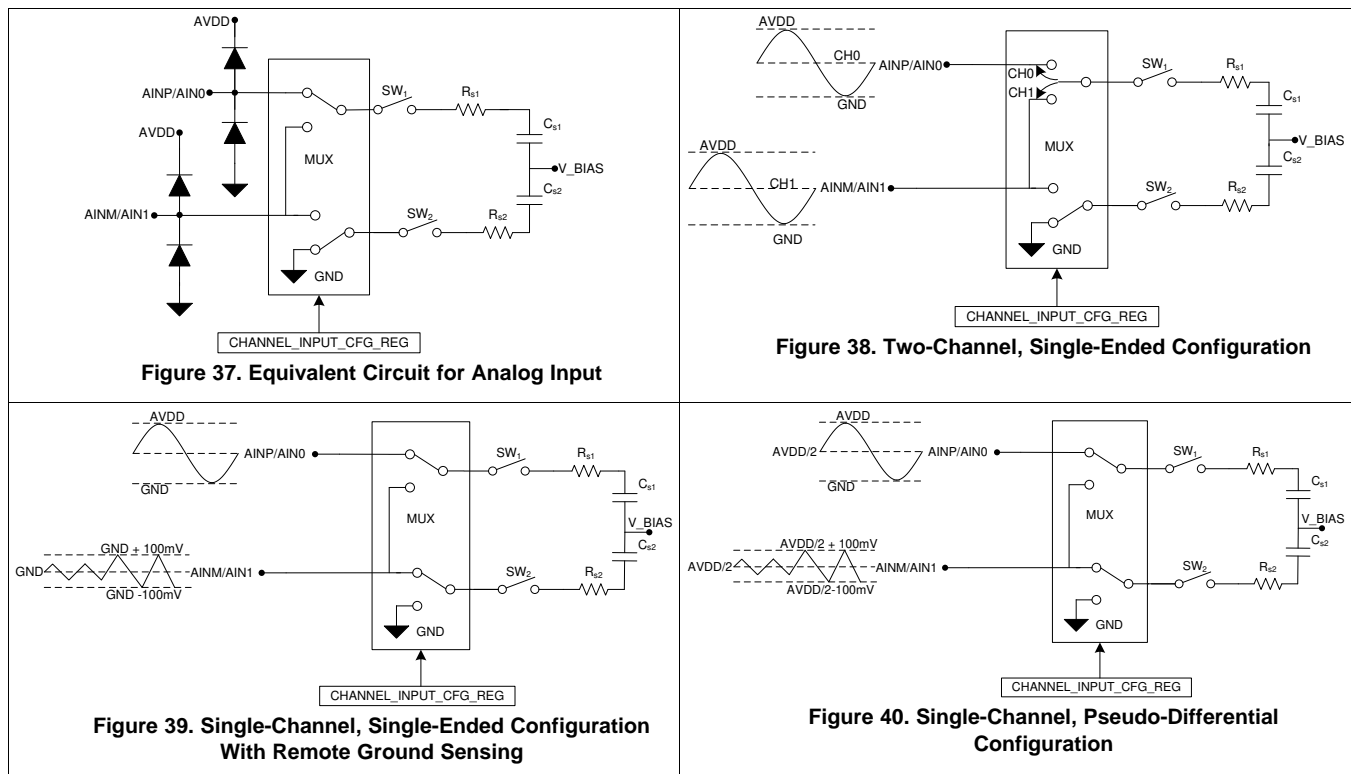 AVDD
AINP/AIN0
AVDD
AINM/AIN1
MUX
GND
SW1
Rs1
Cs1
V_BIAS
Cs2
SW2
Rs2
CHANNEL_INPUT_CFG_REG
Figure 37. Equivalent Circuit for Analog Input
AVDD
CH0
GND
AINP/AIN0
AVDD
CH1
GND
AINM/AIN1
CH0
CH1
MUX
GND
SW1
Rs1
Cs1
V_BIAS
Cs2
SW2
Rs2
CHANNEL_INPUT_CFG_REG
Figure 38. Two-Channel, Single-Ended Configuration
AVDD
GND
AINP/AIN0
GND + 100mV
GND
GND -100mV
AINM/AIN1
MUX
GND
SW1
Rs1
Cs1
V_BIAS
Cs2
SW2
Rs2
CHANNEL_INPUT_CFG_REG
Figure 39. Single-Channel, Single-Ended Configuration
With Remote Ground Sensing
AVDD
AVDD/2
GND
AINP/AIN0
AVDD/2 + 100mV
AVDD/2
AVDD/2-100mV
AINM/AIN1
MUX
GND
SW1
Rs1
Cs1
V_BIAS
Cs2
SW2
Rs2
CHANNEL_INPUT_CFG_REG
Figure 40. Single-Channel, Pseudo-Differential
Configuration